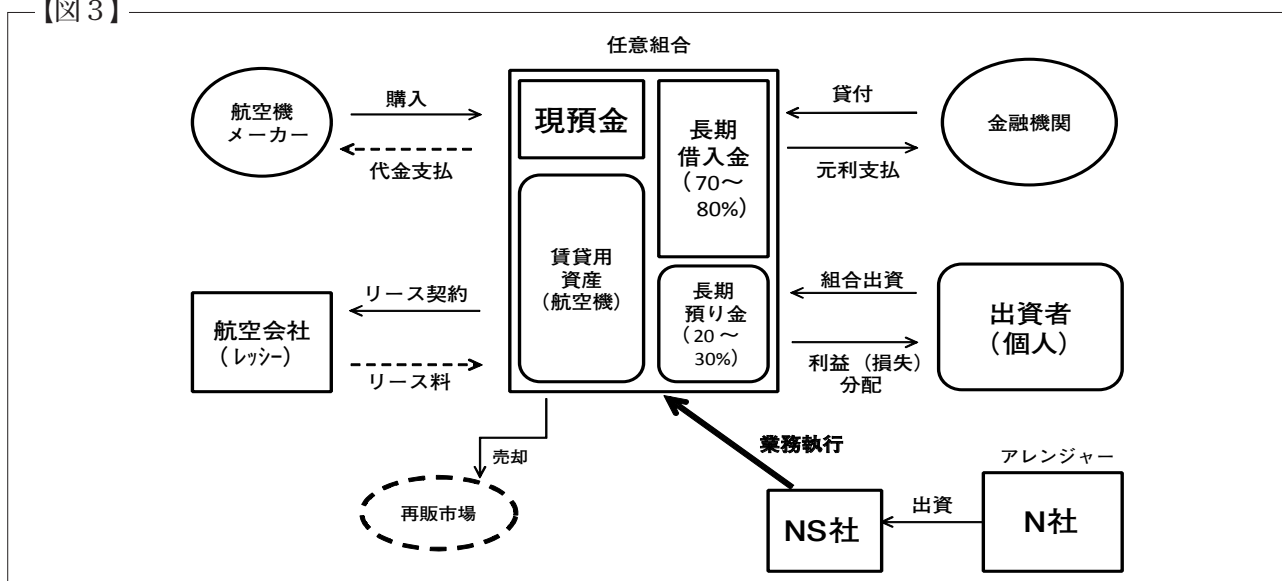 【図3】
任意組合
航空機
メーカー
購入
代金支払
現預金
長期
借入金
(70～
80%)
貸付
元利支払
金融機関
賃貸用
資産
(航空機)
長期
預り金
(20～
30%)
航空会社
(ﾚｯｼｰ)
リース契約
リース料
組合出資
利益(損失)
分配
出資者
(個人)
売却
再販市場
業務執行
アレンジャー
NS社
出資
N社